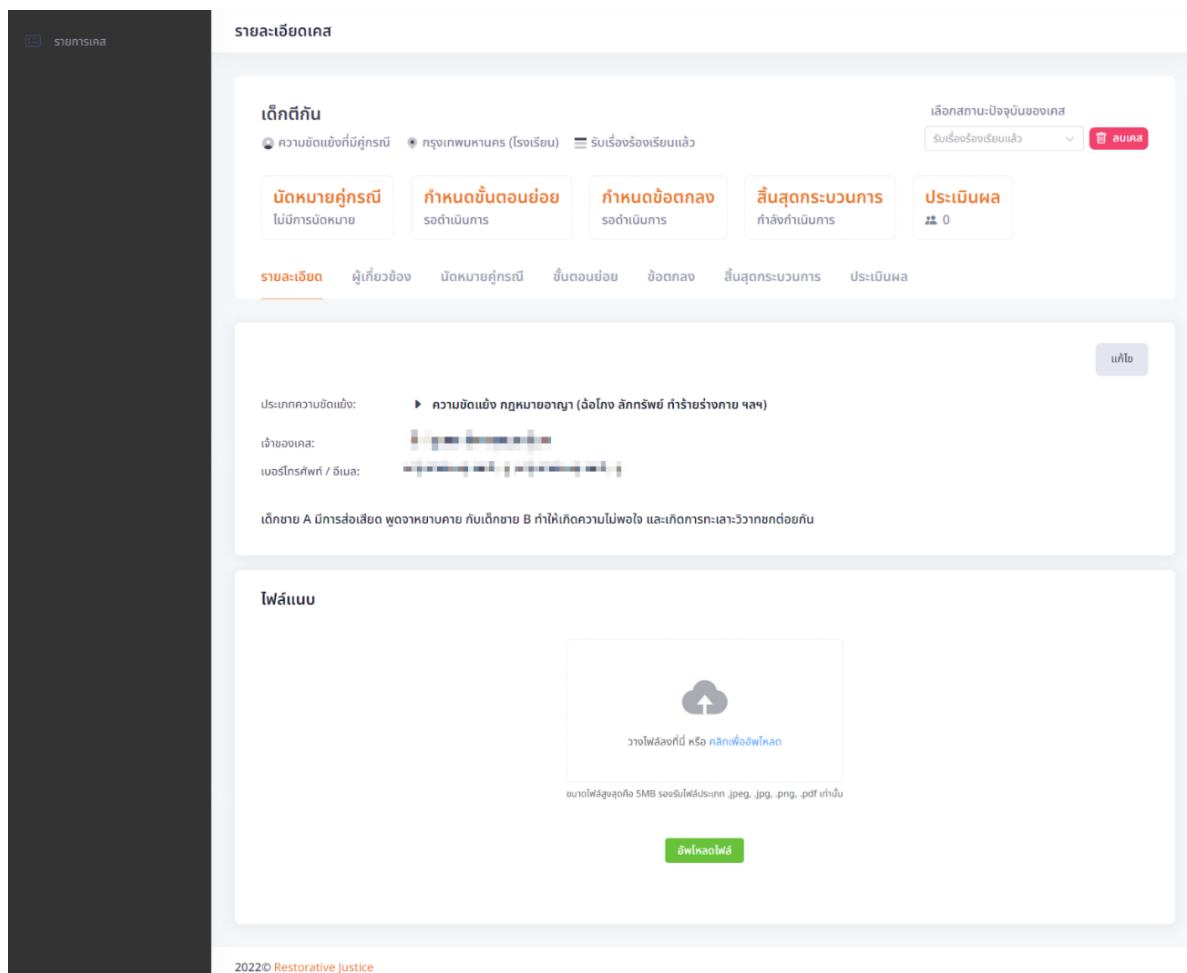 รายการเคส
รายละเอียดเคส
เด็กตีกัน
ความขัดแย้งที่มีคู่กรณี กรุงเทพมหานคร (โรงเรียน) รับเรื่องร้องเรียนแล้ว
เลือกสถานะปัจจุบันของเคส
รับเรื่องร้องเรียนแล้ว ลบเคส
นัดหมายคู่กรณี กำหนดขั้นตอนย่อย กำหนดข้อตกลง สิ้นสุดกระบวนการ ประเมินผล
ไม่มีการนัดหมาย รอดำเนินการ รอดำเนินการ กำลังดำเนินการ 0
รายละเอียด ผู้เกี่ยวข้อง นัดหมายคู่กรณี ขั้นตอนย่อย ข้อตกลง สิ้นสุดกระบวนการ ประเมินผล
แก้ไข
ประเภทความขัดแย้ง: ความขัดแย้ง กฎหมายอาญา (ฉ้อโกง ลักทรัพย์ ทำร้ายร่างกาย ฯลฯ)
เจ้าของเคส:
เบอร์โทรศัพท์ / อีเมล:
เด็กชาย A มีการส่อเสียด พูดจาหยาบคาย กับเด็กชาย B ทำให้เกิดความไม่พอใจ และเกิดการทะเลาะวิวาทชกต่อยกัน
ไฟล์แนบ
วางไฟล์ลงที่นี่ หรือ คลิกเพื่ออัพโหลด
ขนาดไฟล์สูงสุดคือ 5MB รองรับไฟล์ประเภท .jpeg, .jpg, .png, .pdf เท่านั้น
อัพโหลดไฟล์
2022© Restorative Justice